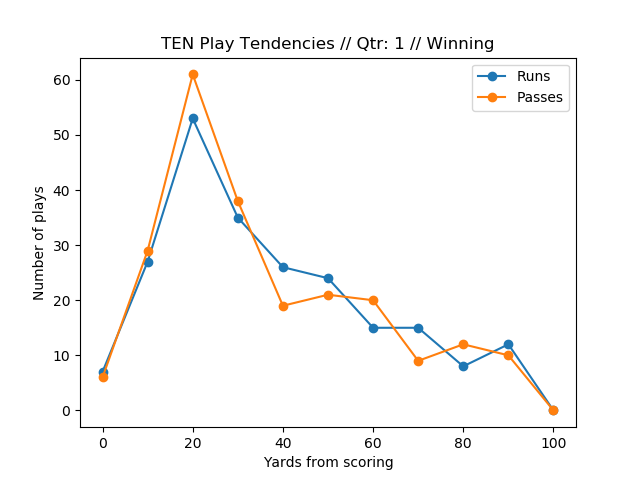 TEN Play Tendencies // Qtr: 1 // Winning
Runs
Passes
Number of plays
60
50
40
30
20
10
0
0 20 40 60 80 100
Yards from scoring